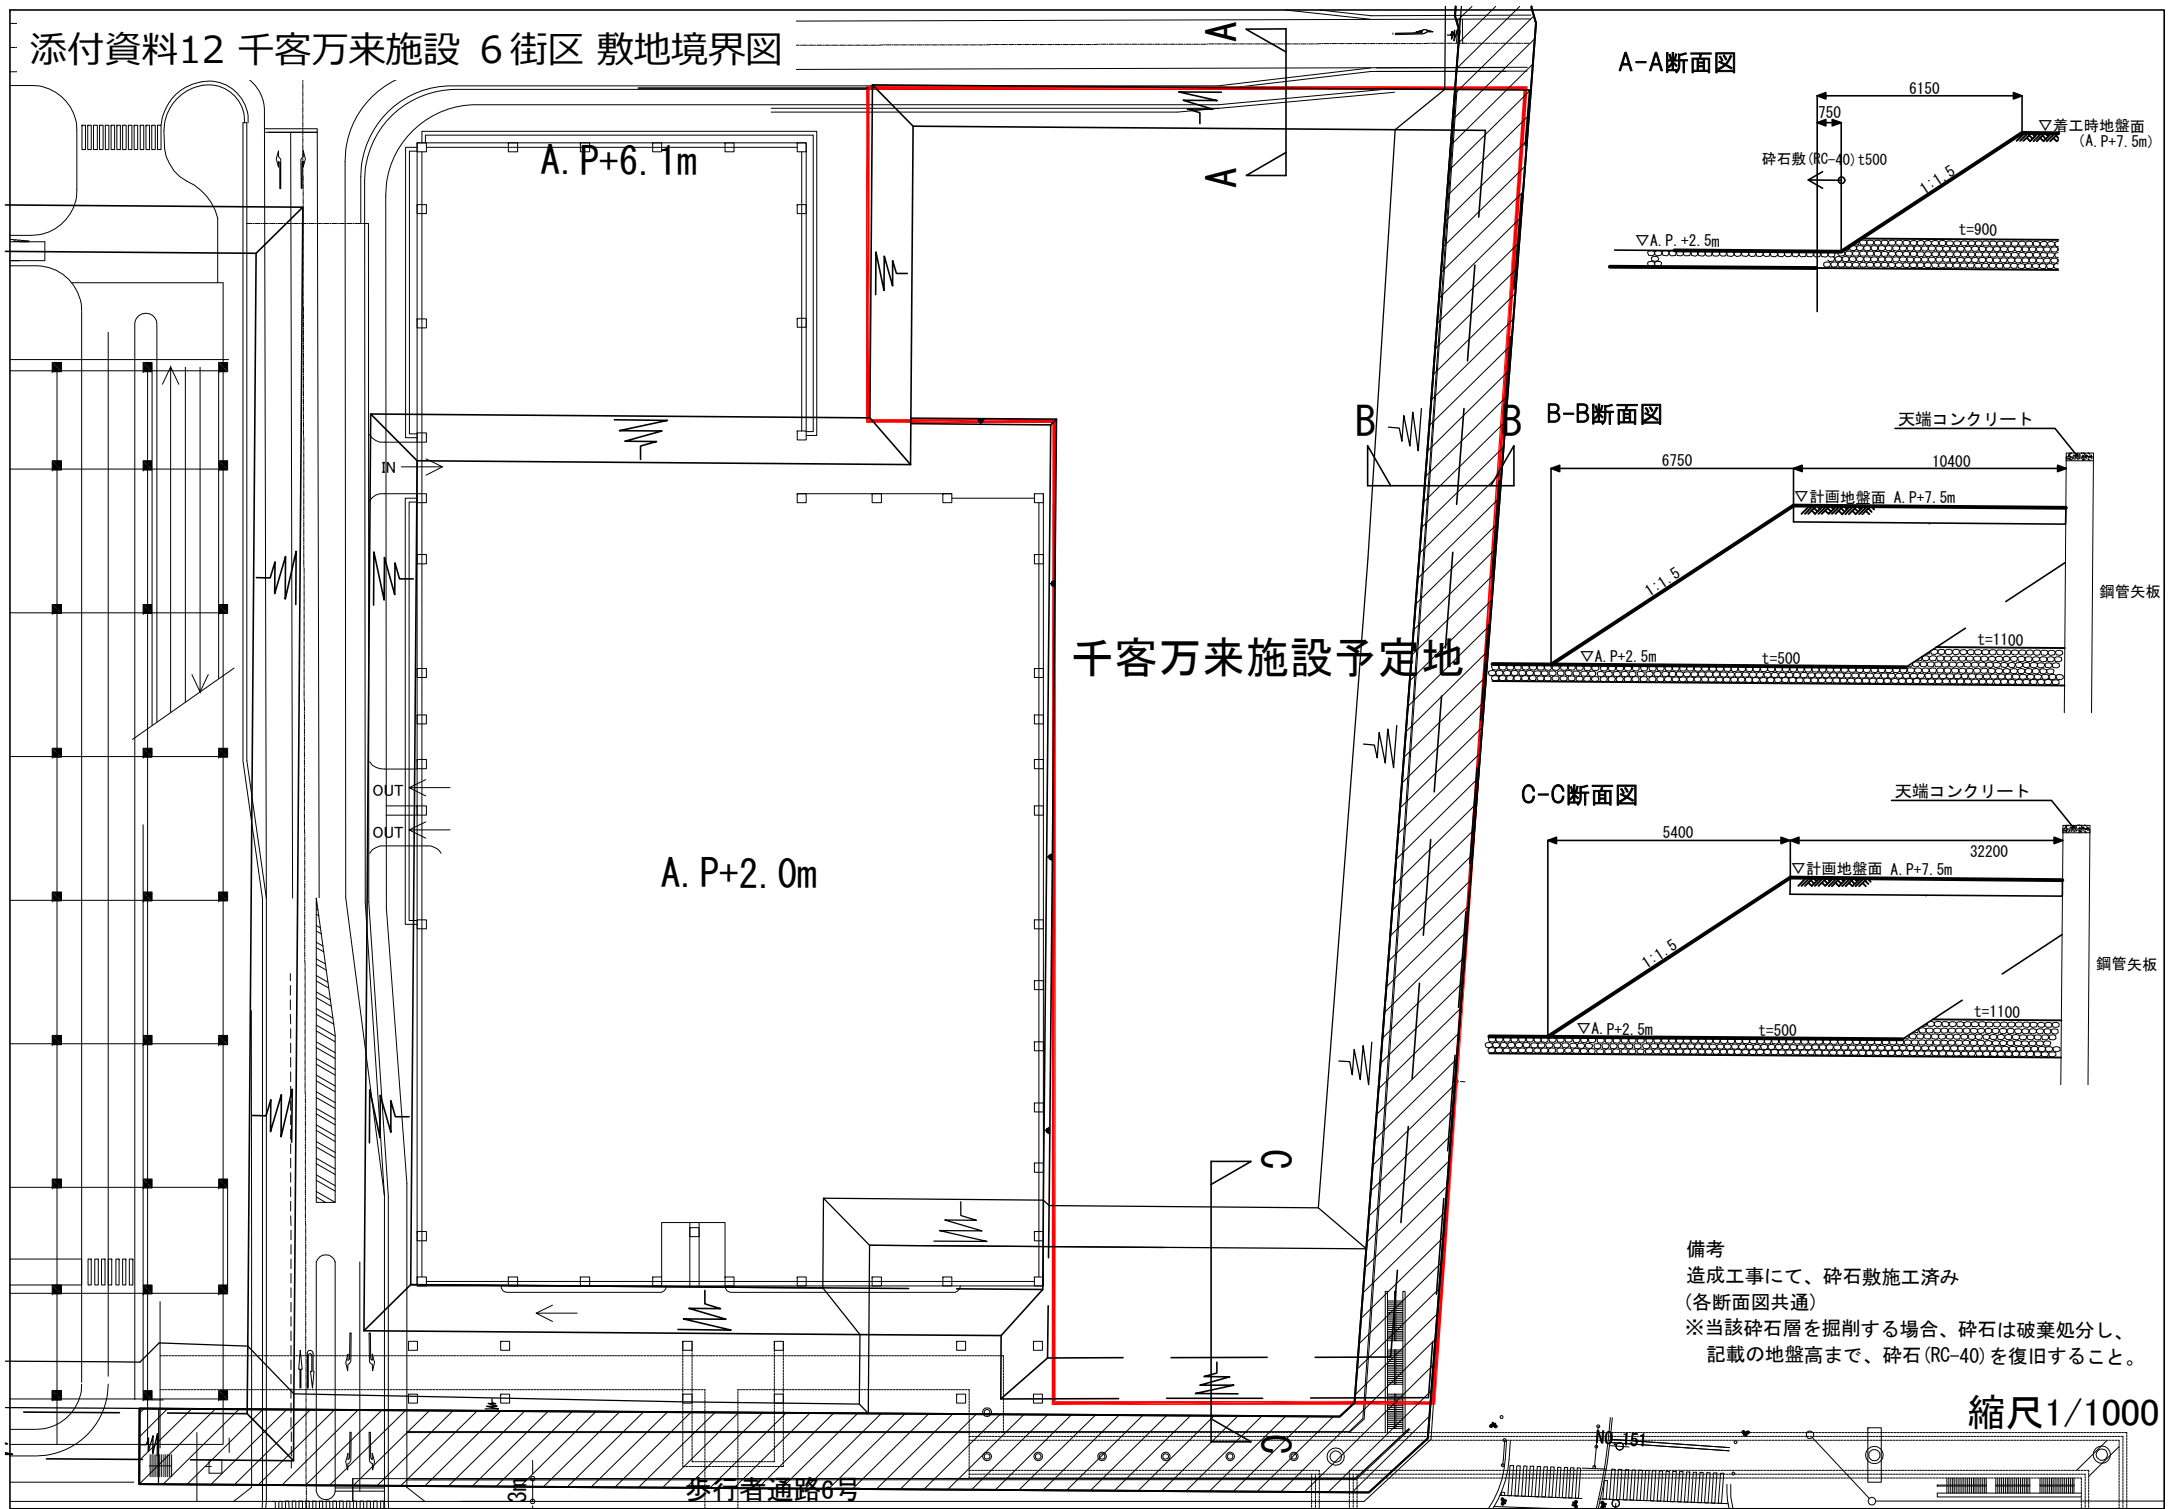 添付資料12 千客万来施設 6街区 敷地境界図
A
A
A.P+6.1m
IN
OUT
OUT
A.P+2.0m
千客万来施設予定地
B
B
C
C
3m
歩行者通路6号
A-A断面図
6150
750
▽着工時地盤面
(A.P+7.5m)
砕石敷(RC-40)t500
1:1.5
▽A.P.+2.5m
t=900
B-B断面図
天端コンクリート
6750
10400
▽計画地盤面 A.P+7.5m
1:1.5
鋼管矢板
▽A.P+2.5m
t=500
t=1100
C-C断面図
天端コンクリート
5400
32200
▽計画地盤面 A.P+7.5m
1:1.5
鋼管矢板
▽A.P+2.5m
t=500
t=1100
備考
造成工事にて、砕石敷施工済み
(各断面図共通)
※当該砕石層を掘削する場合、砕石は破棄処分し、
記載の地盤高まで、砕石(RC-40)を復旧すること。
縮尺1/1000
NO.151